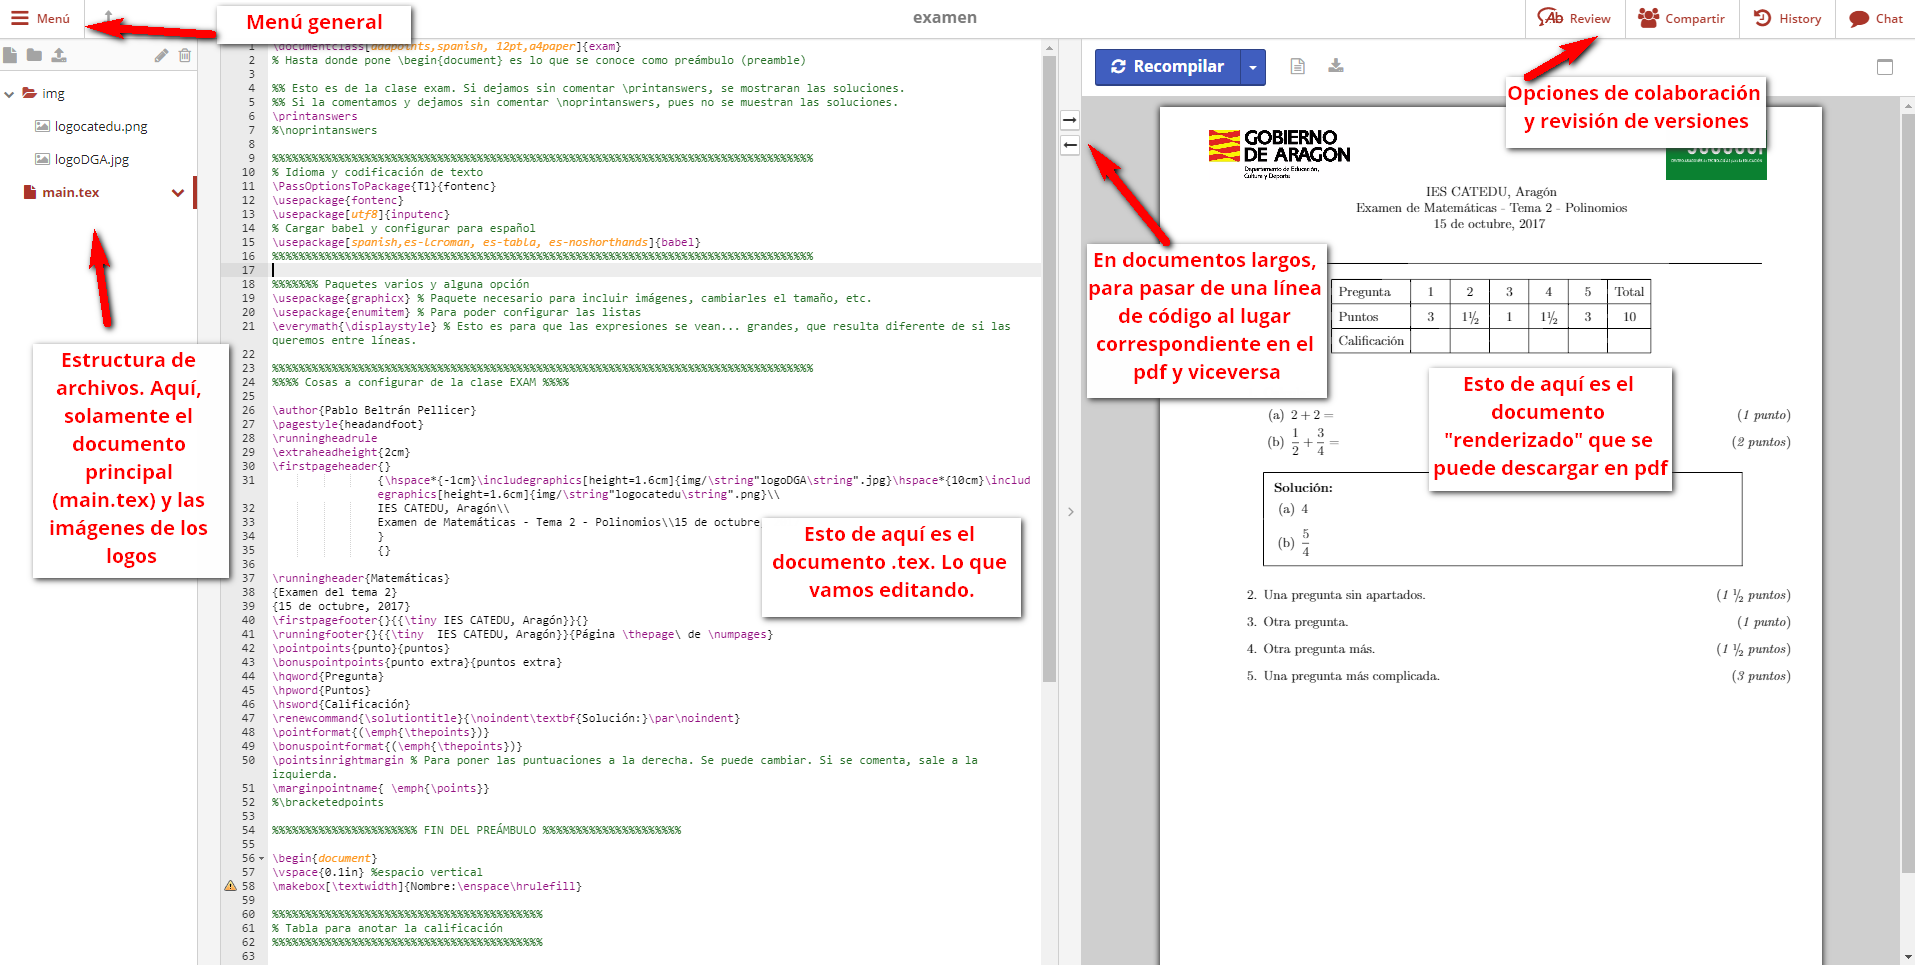 Menú
Menú general
examen
Review
Compartir
History
Chat
img
logocatedu.png
logoDGA.jpg
main.tex
Estructura de
archivos. Aquí,
solamente el
documento
principal
(main.tex) y las
imágenes de los
logos
1 \documentclass[addpoints,spanish, 12pt,a4paper]{exam}
2 % Hasta donde pone \begin{document} es lo que se conoce como preámbulo (preamble)
3
4 %% Esto es de la clase exam. Si dejamos sin comentar \printanswers, se mostraran las soluciones.
5 %% Si la comentamos y dejamos sin comentar \noprintanswers, pues no se muestran las soluciones.
6 \printanswers
7 %\noprintanswers
8
9 %%%%%%%%%%%%%%%%%%%%%%%%%%%%%%%%%%%%%%%%%%%%%%%%%%%%%%%%%%%%%%%%%%%%%%%%%%%%%%%%%%%%
10 % Idioma y codificación de texto
11 \PassOptionsToPackage{T1}{fontenc}
12 \usepackage{fontenc}
13 \usepackage[utf8]{inputenc}
14 % Cargar babel y configurar para español
15 \usepackage[spanish,es-lcroman, es-tabla, es-noshorthands]{babel}
16 %%%%%%%%%%%%%%%%%%%%%%%%%%%%%%%%%%%%%%%%%%%%%%%%%%%%%%%%%%%%%%%%%%%%%%%%%%%%%%%%%%%%
17
18 %%%%%%% Paquetes varios y alguna opción
19 \usepackage{graphicx} % Paquete necesario para incluir imágenes, cambiarles el tamaño, etc.
20 \usepackage{enumitem} % Para poder configurar las listas
21 \everymath{\displaystyle} % Esto es para que las expresiones se vean... grandes, que resulta diferente de si las
queremos entre líneas.
22
23 %%%%%%%%%%%%%%%%%%%%%%%%%%%%%%%%%%%%%%%%%%%%%%%%%%%%%%%%%%%%%%%%%%%%%%%%%%%%%%%%%%%%
24 %%%% Cosas a configurar de la clase EXAM %%%%
25
26 \author{Pablo Beltrán Pellicer}
27 \pagestyle{headandfoot}
28 \runningheadrule
29 \extraheadheight{2cm}
30 \firstpageheader{}
31 {\hspace*{-1cm}\includegraphics[height=1.6cm]{img/\string"logoDGA\string".jpg}\hspace*{10cm}\includ
egraphics[height=1.6cm]{img/\string"logocatedu\string".png}\\
32 IES CATEDU, Aragón\\
33 Examen de Matemáticas - Tema 2 - Polinomios\\15 de octubre
34 }
35 {}
36
37 \runningheader{Matemáticas}
38 {Examen del tema 2}
39 {15 de octubre, 2017}
40 \firstpagefooter{}{{\tiny IES CATEDU, Aragón}}{}
41 \runningfooter{}{{\tiny  IES CATEDU, Aragón}}{Página \thepage\ de \numpages}
42 \pointpoints{punto}{puntos}
43 \bonuspointpoints{punto extra}{puntos extra}
44 \hqword{Pregunta}
45 \hpword{Puntos}
46 \hsword{Calificación}
47 \renewcommand{\solutiontitle}{\noindent\textbf{Solución:}\par\noindent}
48 \pointformat{(\emph{\thepoints})}
49 \bonuspointformat{(\emph{\thepoints})}
50 \pointsinrightmargin % Para poner las puntuaciones a la derecha. Se puede cambiar. Si se comenta, sale a la
izquierda.
51 \marginpointname{ \emph{\points}}
52 %\bracketedpoints
53
54 %%%%%%%%%%%%%%%%%%%%%% FIN DEL PREÁMBULO %%%%%%%%%%%%%%%%%%%%%
55
56 \begin{document}
57 \vspace{0.1in} %espacio vertical
58 \makebox[\textwidth]{Nombre:\enspace\hrulefill}
59
60 %%%%%%%%%%%%%%%%%%%%%%%%%%%%%%%%%%%%%%%%%
61 % Tabla para anotar la calificación
62 %%%%%%%%%%%%%%%%%%%%%%%%%%%%%%%%%%%%%%%%%
63
Esto de aquí es el
documento .tex. Lo que
vamos editando.
Recompilar
Opciones de colaboración
y revisión de versiones
GOBIERNO
DE ARAGON
Departamento de Educación,
Cultura y Deporte
IES CATEDU, Aragón
Examen de Matemáticas - Tema 2 - Polinomios
15 de octubre, 2017
En documentos largos,
para pasar de una línea
de código al lugar
correspondiente en el
pdf y viceversa
Pregunta 1 2 3 4 5 Total
Puntos 3 1½ 1 1½ 3 10
Calificación
Esto de aquí es el
documento
"renderizado" que se
puede descargar en pdf
(a) 2 + 2 = (1 punto)
(b) 1/2 + 3/4 = (2 puntos)
Solución:
(a) 4
(b) 5/4
2. Una pregunta sin apartados. (1 ½ puntos)
3. Otra pregunta. (1 punto)
4. Otra pregunta más. (1 ½ puntos)
5. Una pregunta más complicada. (3 puntos)